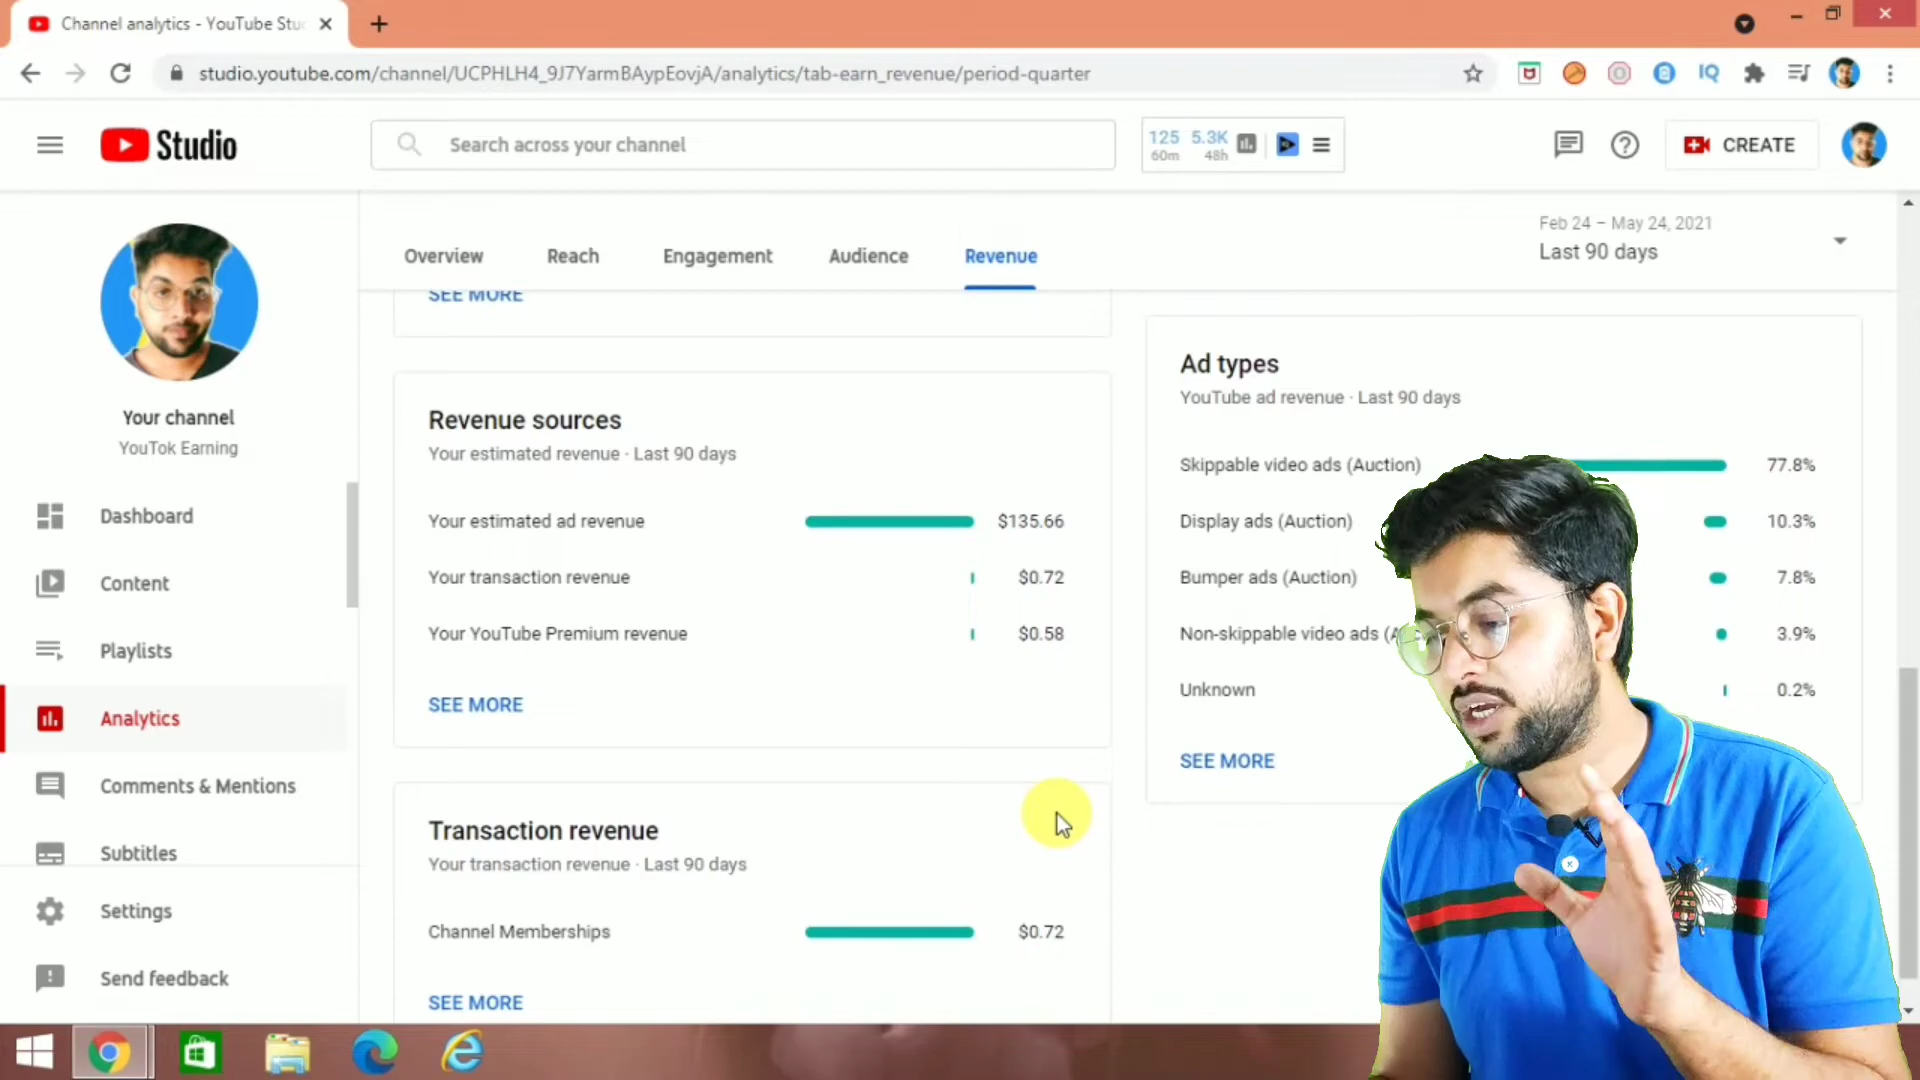 Channel analytics - YouTube Stu
studio.youtube.com/channel/UCPHLH4_9J7YarmBAypEovjA/analytics/tab-earn_revenue/period-quarter
IQ
Studio
Search across your channel
125 5.3K
60m 48h
CREATE
Your channel
YouTok Earning
Dashboard
Content
Playlists
Analytics
Comments & Mentions
Subtitles
Settings
Send feedback
Overview
Reach
Engagement
Audience
Revenue
Feb 24 – May 24, 2021
Last 90 days
SEE MORE
Revenue sources
Your estimated revenue · Last 90 days
Your estimated ad revenue $135.66
Your transaction revenue $0.72
Your YouTube Premium revenue $0.58
SEE MORE
Transaction revenue
Your transaction revenue · Last 90 days
Channel Memberships $0.72
SEE MORE
Ad types
YouTube ad revenue · Last 90 days
Skippable video ads (Auction) 77.8%
Display ads (Auction) 10.3%
Bumper ads (Auction) 7.8%
Non-skippable video ads (A 3.9%
Unknown 0.2%
SEE MORE